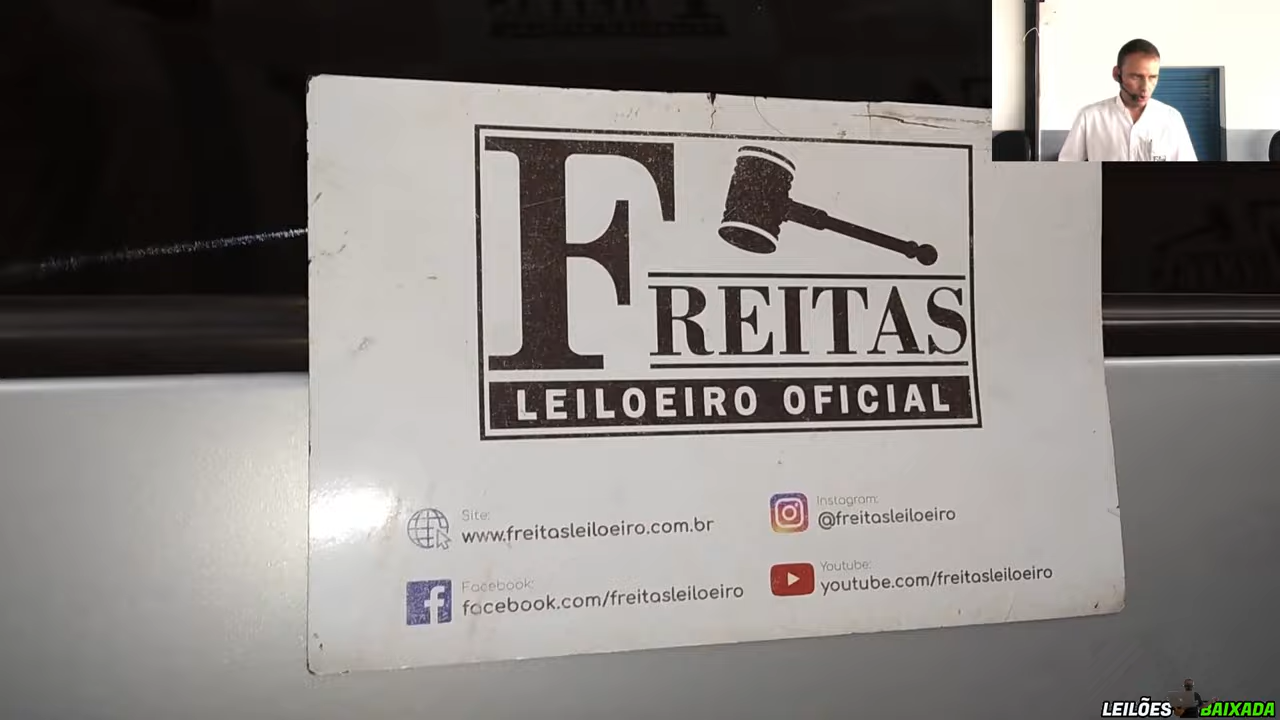 FREITAS
LEILOEIRO OFICIAL
Site:
www.freitasleiloeiro.com.br
Instagram:
@freitasleiloeiro
Facebook:
facebook.com/freitasleiloeiro
Youtube:
youtube.com/freitasleiloeiro
LEILÕES BAIXADA